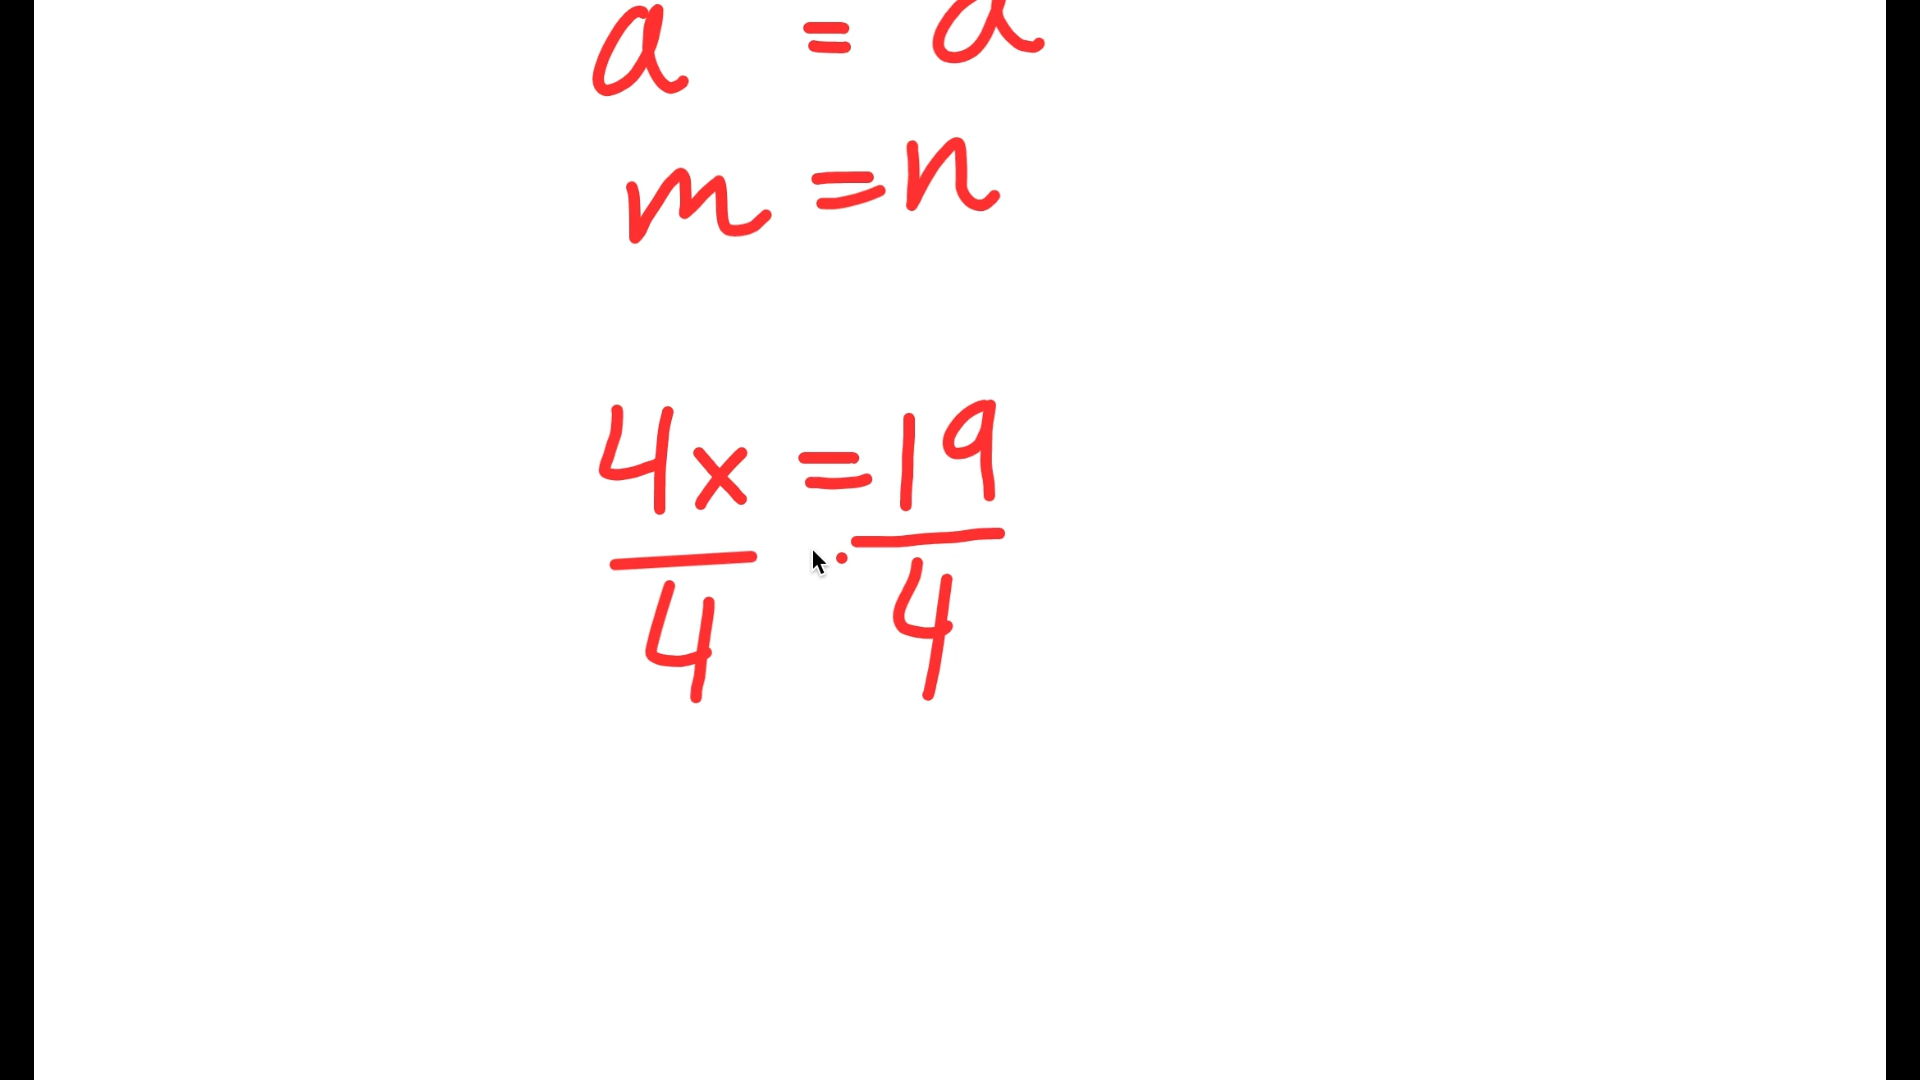 a = a
m = n
4x = 19
4 4